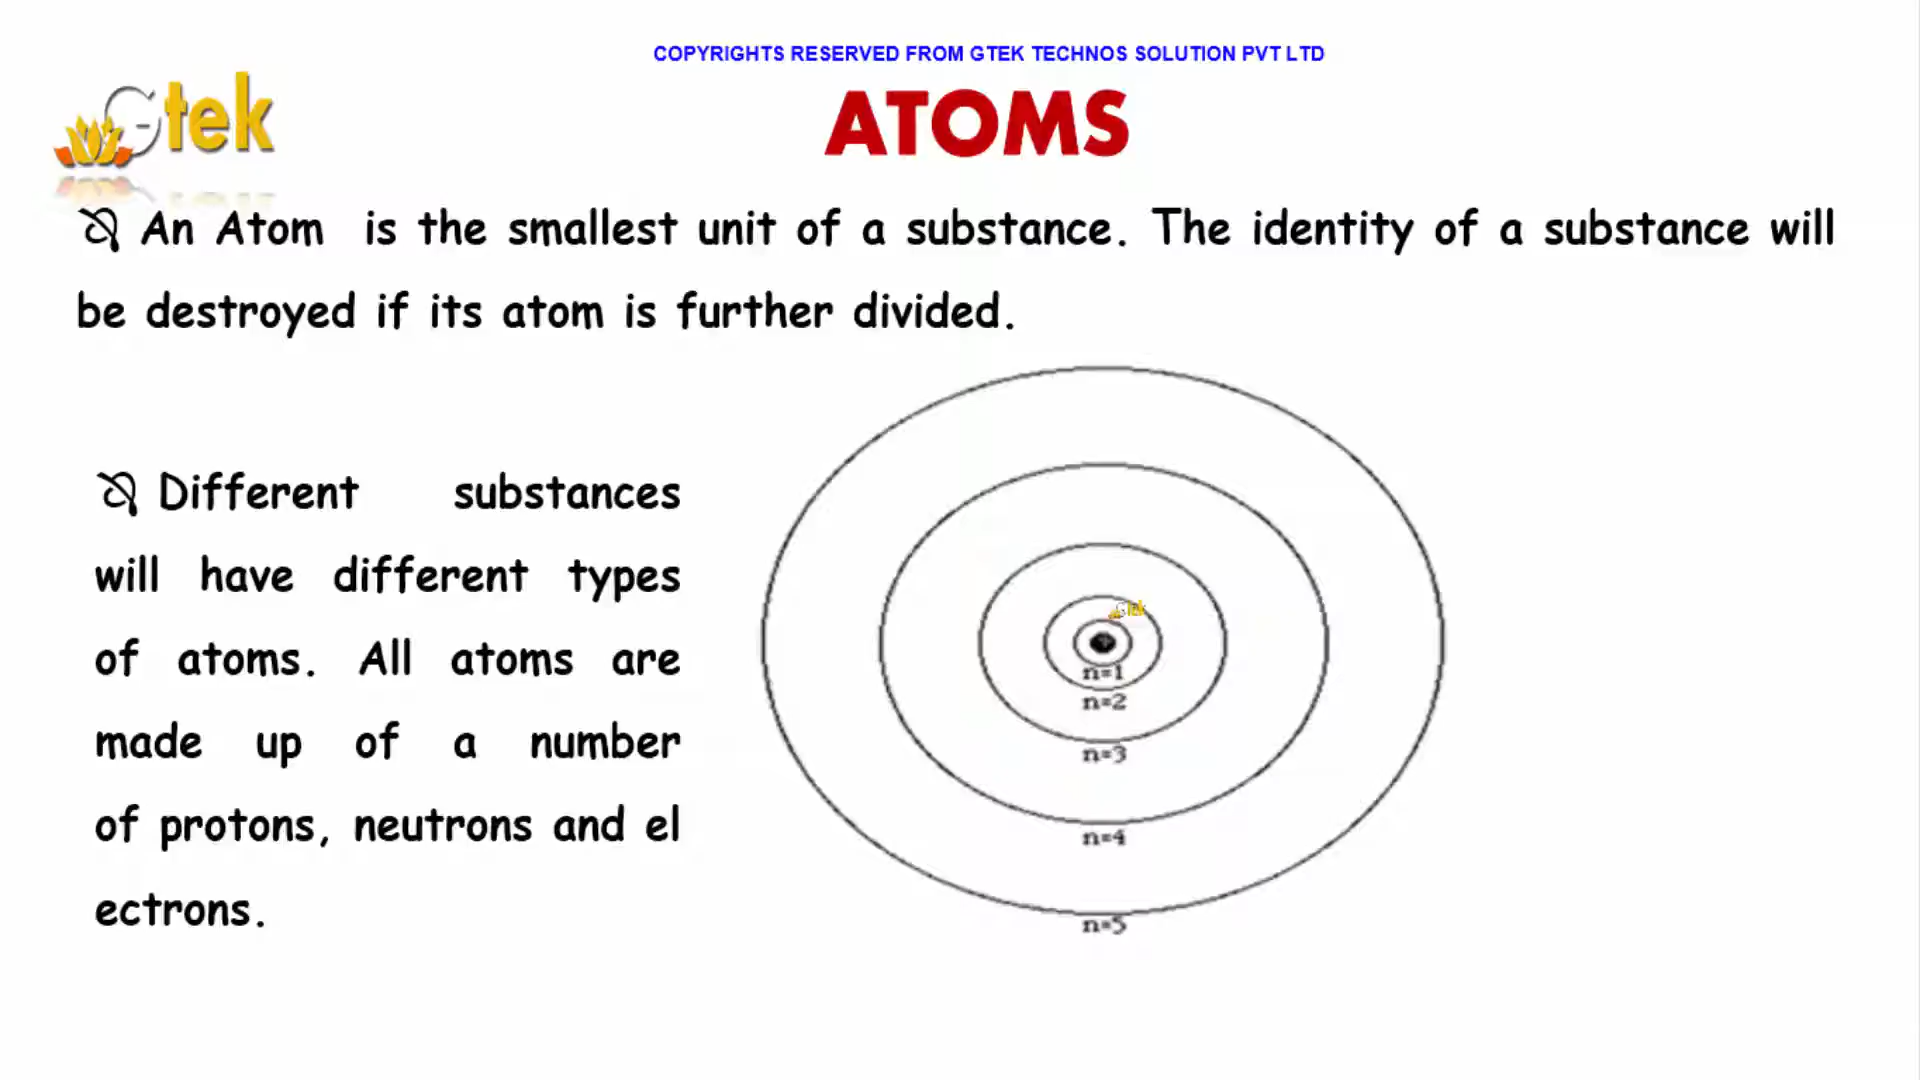 COPYRIGHTS RESERVED FROM GTEK TECHNOS SOLUTION PVT LTD
Gtek
ATOMS
An Atom is the smallest unit of a substance. The identity of a substance will
be destroyed if its atom is further divided.
Different substances
will have different types
of atoms. All atoms are
made up of a number
of protons, neutrons and el
ectrons.
Gtek
n=1
n=2
n=3
n=4
n=5